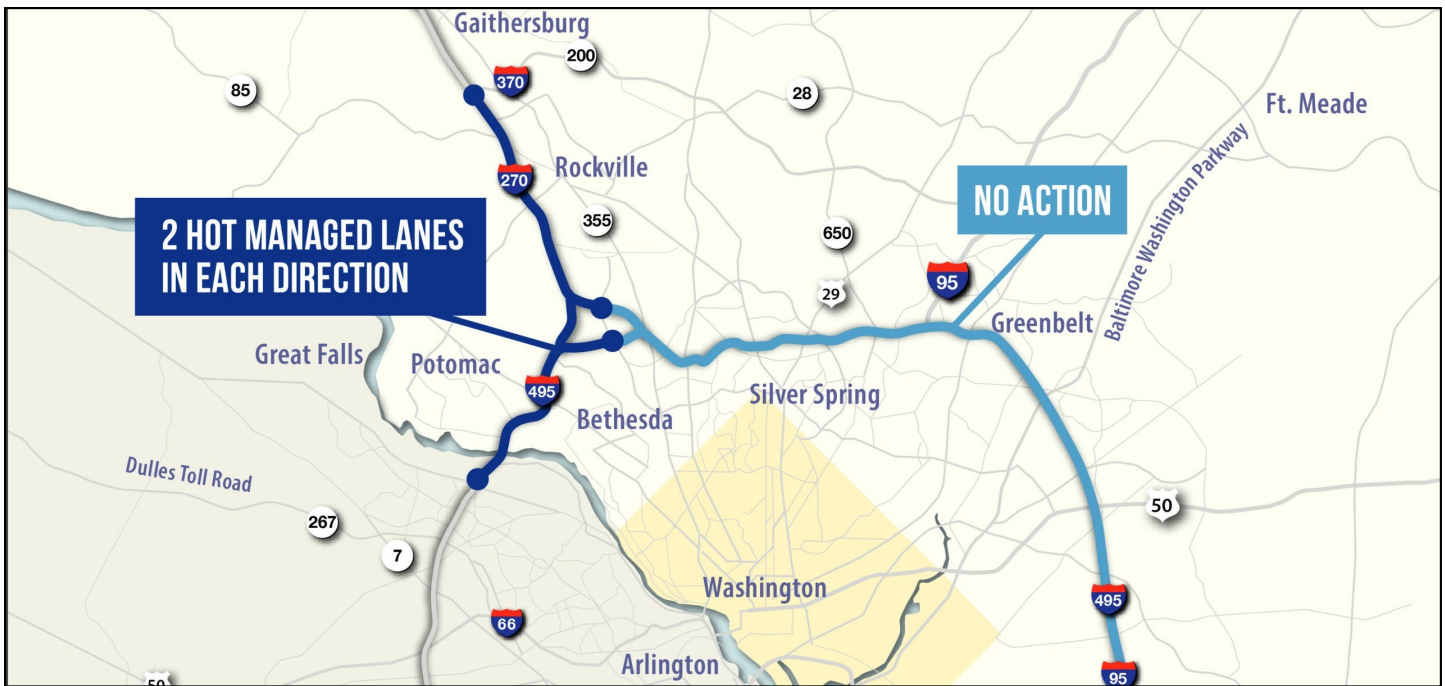 Gaithersburg
200
370
85
28
Ft. Meade
Rockville
270
355
2 HOT MANAGED LANES
IN EACH DIRECTION
NO ACTION
Baltimore Washington Parkway
650
95
29
Greenbelt
Great Falls
Potomac
495
Silver Spring
Bethesda
Dulles Toll Road
267
7
50
Washington
495
66
Arlington
95
50